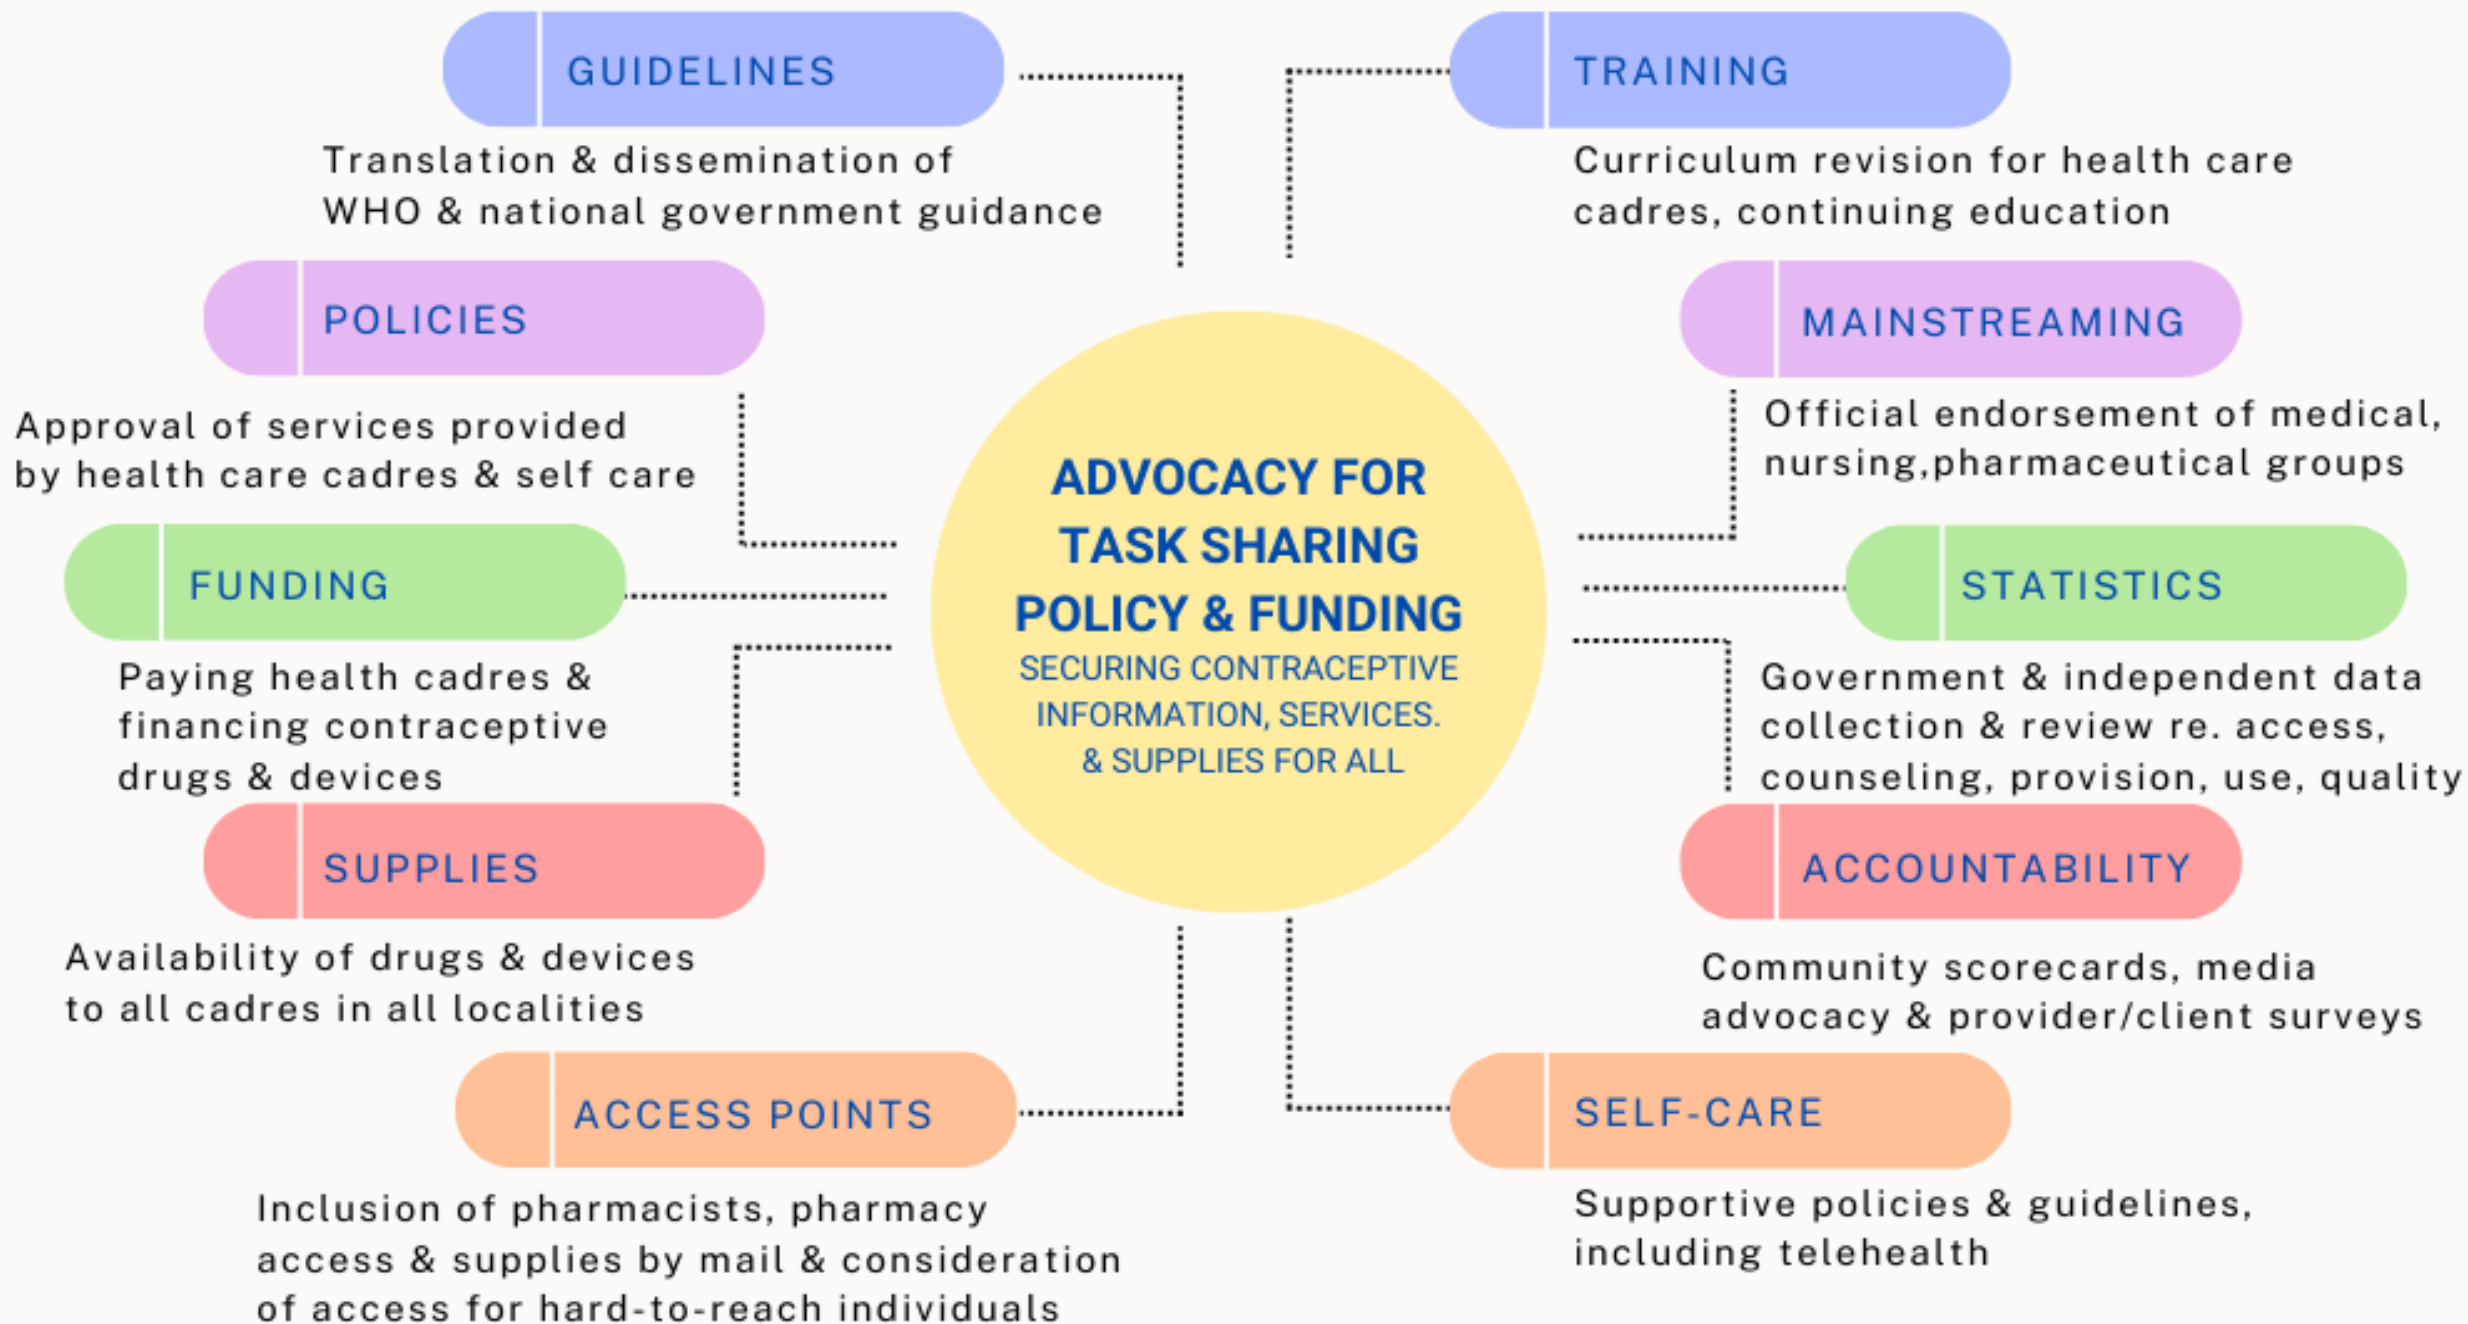 GUIDELINES
Translation & dissemination of
WHO & national government guidance
POLICIES
Approval of services provided
by health care cadres & self care
FUNDING
Paying health cadres &
financing contraceptive
drugs & devices
SUPPLIES
Availability of drugs & devices
to all cadres in all localities
ACCESS POINTS
Inclusion of pharmacists, pharmacy
access & supplies by mail & consideration
of access for hard-to-reach individuals
ADVOCACY FOR
TASK SHARING
POLICY & FUNDING
SECURING CONTRACEPTIVE
INFORMATION, SERVICES.
& SUPPLIES FOR ALL
TRAINING
Curriculum revision for health care
cadres, continuing education
MAINSTREAMING
Official endorsement of medical,
nursing,pharmaceutical groups
STATISTICS
Government & independent data
collection & review re. access,
counseling, provision, use, quality
ACCOUNTABILITY
Community scorecards, media
advocacy & provider/client surveys
SELF-CARE
Supportive policies & guidelines,
including telehealth